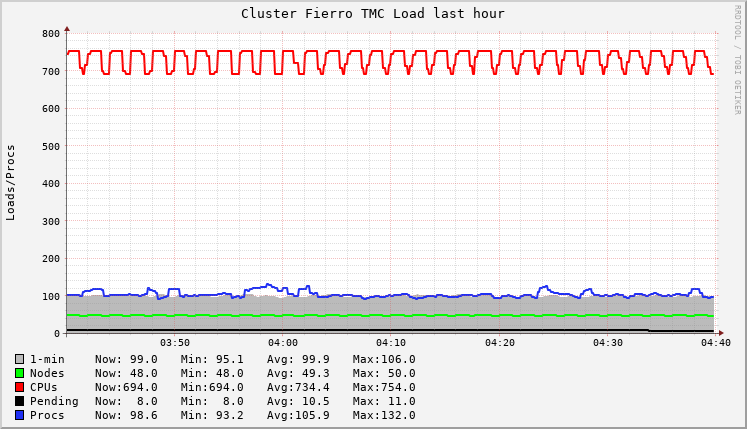 Cluster Fierro TMC Load last hour
RRDTOOL / TOBI OETIKER
Loads/Procs
800
700
600
500
400
300
200
100
0
03:50 04:00 04:10 04:20 04:30 04:40
1-min Now: 99.0 Min: 95.1 Avg: 99.9 Max:106.0
Nodes Now: 48.0 Min: 48.0 Avg: 49.3 Max: 50.0
CPUs Now:694.0 Min:694.0 Avg:734.4 Max:754.0
Pending Now: 8.0 Min: 8.0 Avg: 10.5 Max: 11.0
Procs Now: 98.6 Min: 93.2 Avg:105.9 Max:132.0